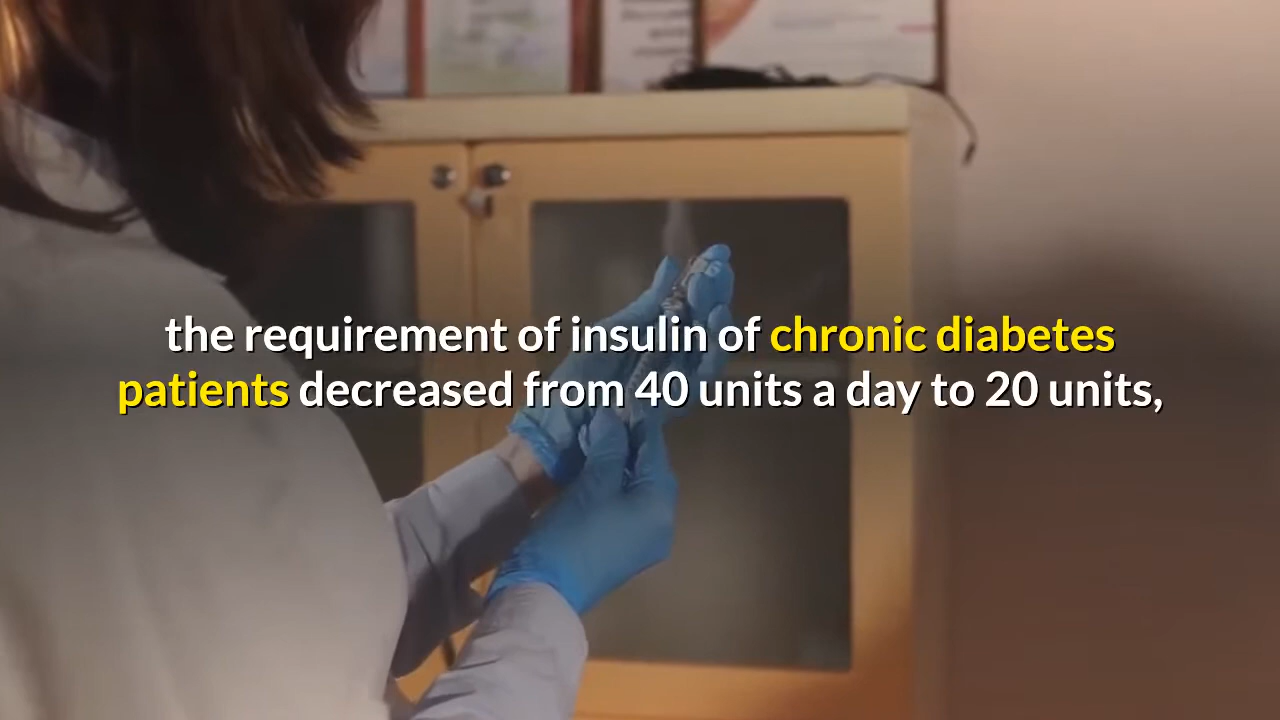 the requirement of insulin of chronic diabetes
patients decreased from 40 units a day to 20 units,